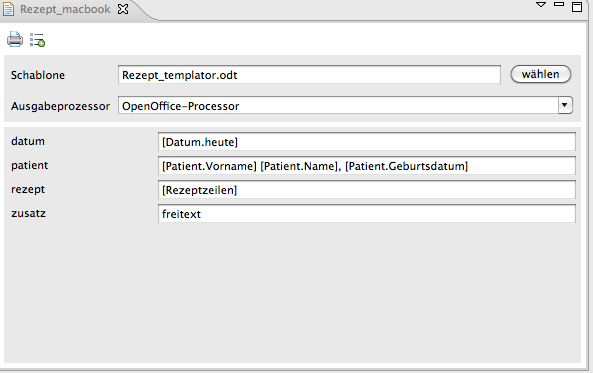 Rezept_macbook
Schablone Rezept_templator.odt wählen
Ausgabeprozessor OpenOffice-Processor
datum [Datum.heute]
patient [Patient.Vorname] [Patient.Name], [Patient.Geburtsdatum]
rezept [Rezeptzeilen]
zusatz freitext